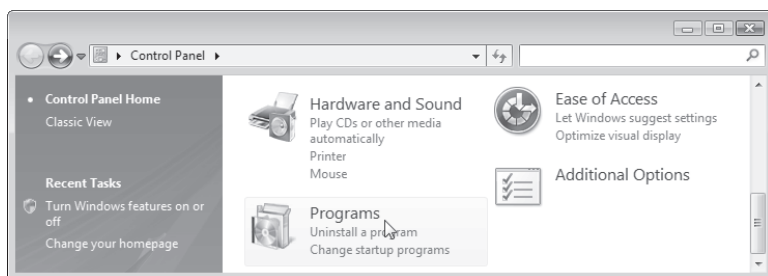 Control Panel
Control Panel Home
Classic View
Recent Tasks
Turn Windows features on or
off
Change your homepage
Hardware and Sound
Play CDs or other media
automatically
Printer
Mouse
Programs
Uninstall a program
Change startup programs
Ease of Access
Let Windows suggest settings
Optimize visual display
Additional Options